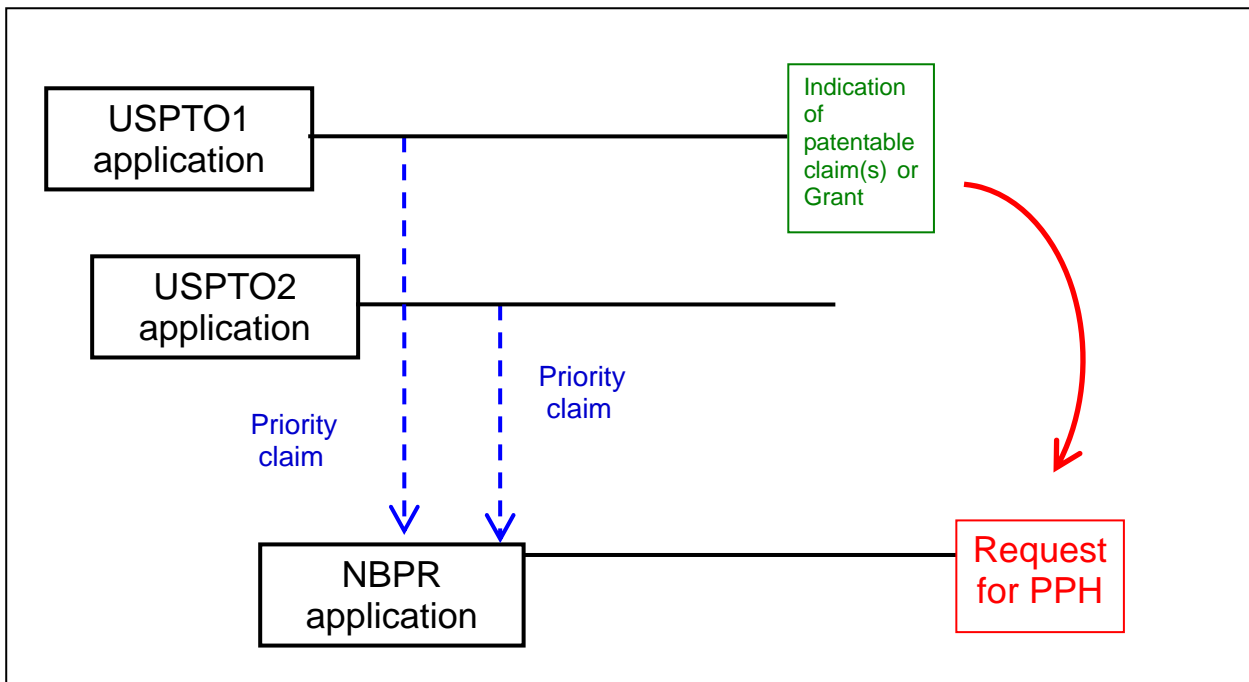 USPTO1
application
Indication
of
patentable
claim(s) or
Grant
USPTO2
application
Priority
claim
Priority
claim
NBPR
application
Request
for PPH